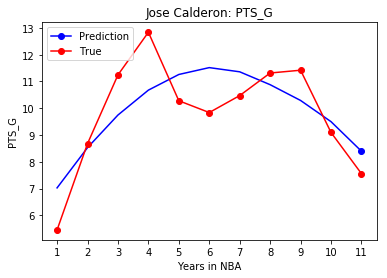 Jose Calderon: PTS_G
Prediction
True
PTS_G
13
12
11
10
9
8
7
6
1 2 3 4 5 6 7 8 9 10 11
Years in NBA